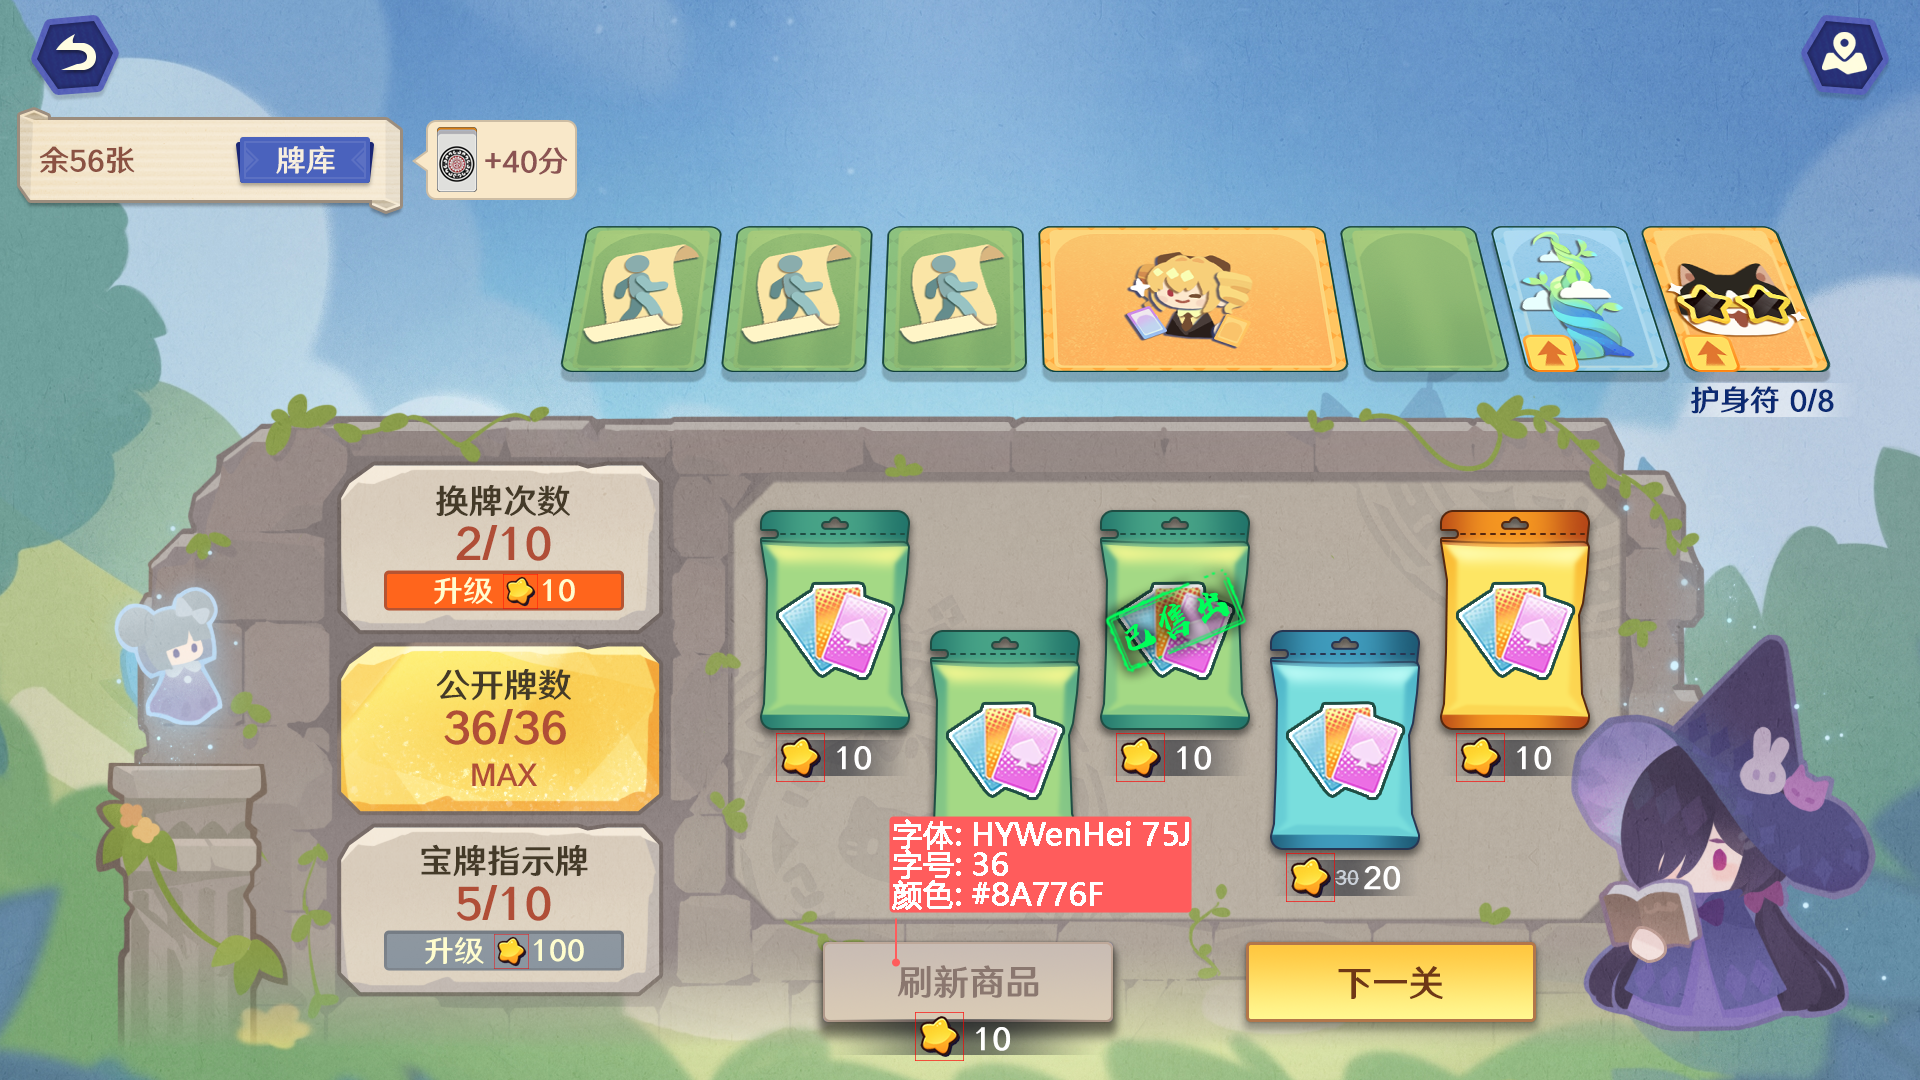 余56张
牌库
+40分
护身符 0/8
换牌次数
2/10
升级 10
公开牌数
36/36
MAX
宝牌指示牌
5/10
升级 100
已售出
10
10
10
30 20
字体: HYWenHei 75J
字号: 36
颜色: #8A776F
刷新商品
10
下一关